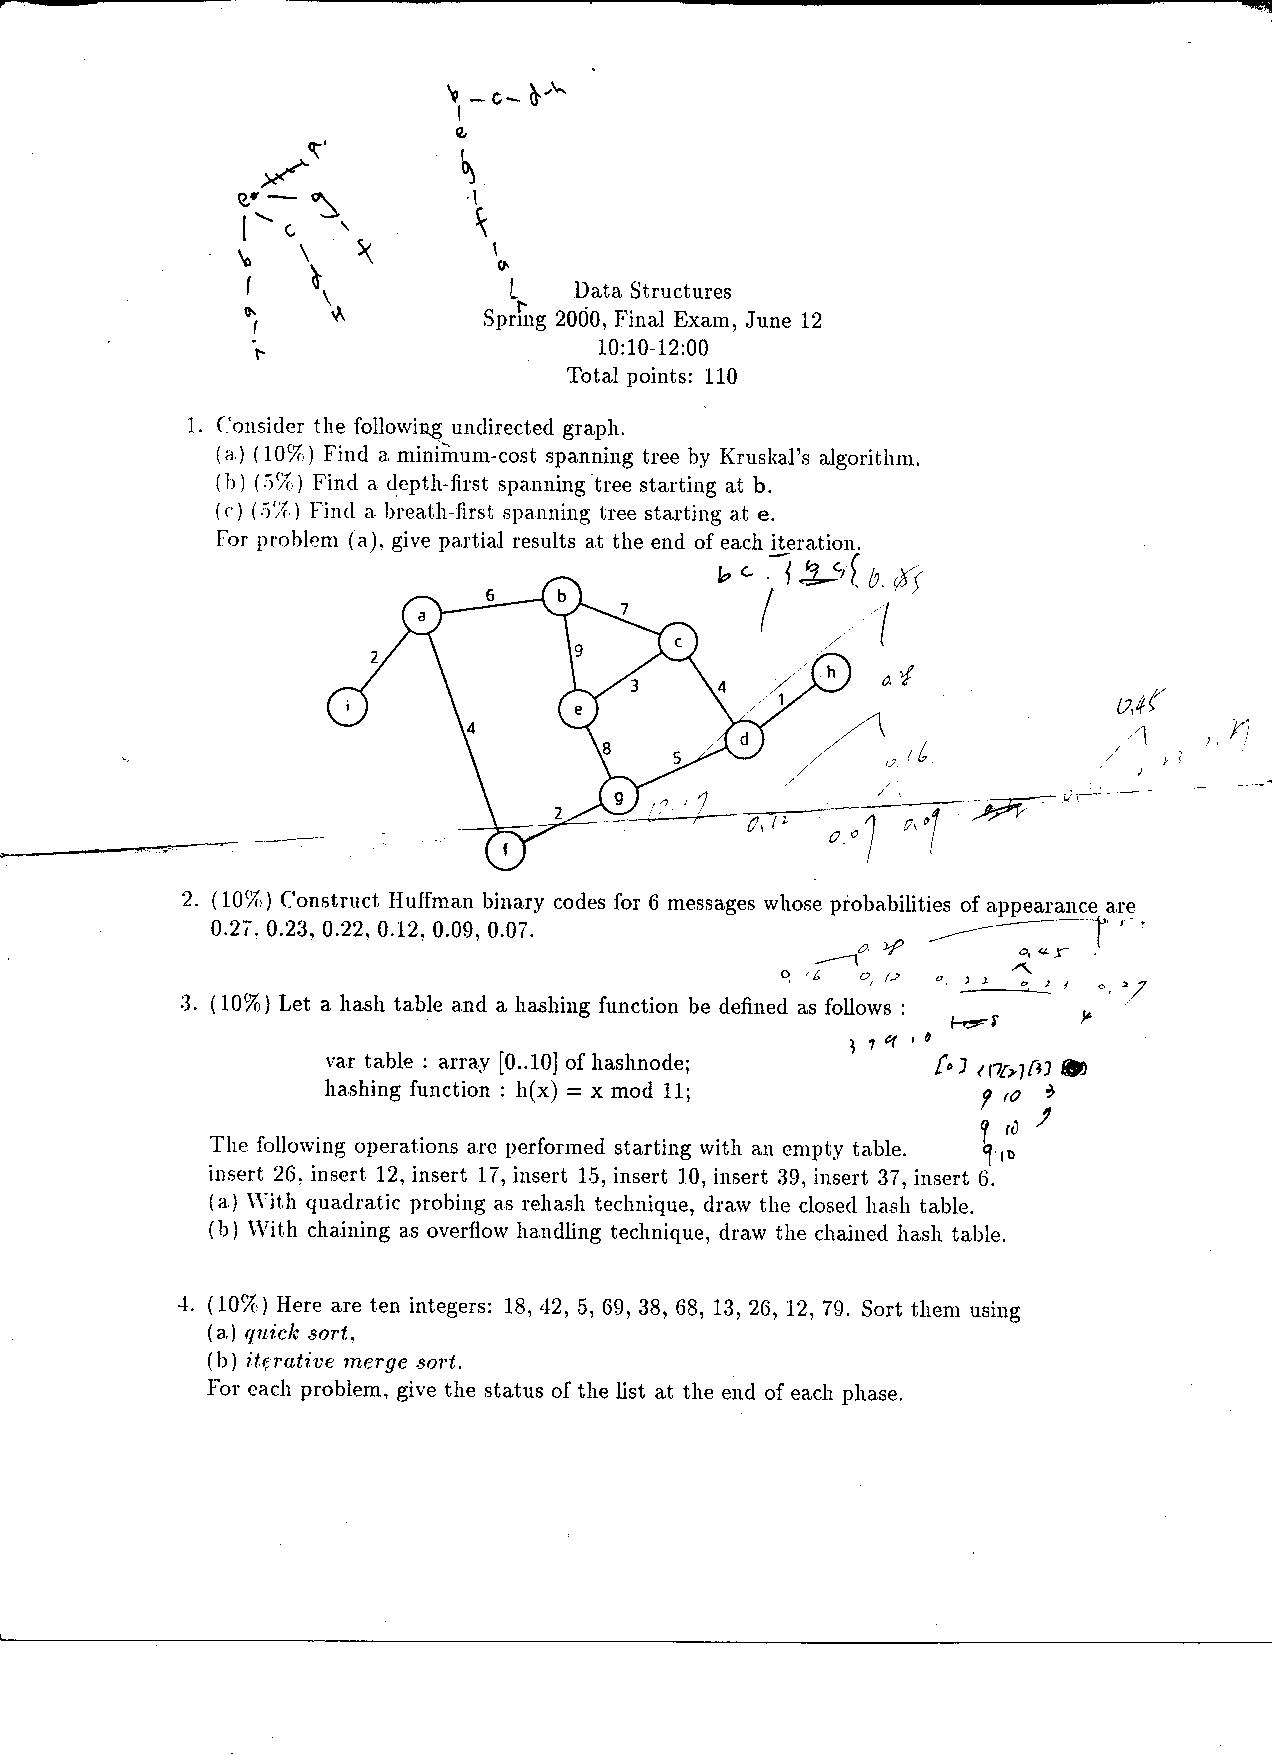 b - c - d - h
e
g
f
a
i
a
e - g
c
b
f
d
h
a
i
Data Structures
Spring 2000, Final Exam, June 12
10:10-12:00
Total points: 110
1. Consider the following undirected graph.
(a) (10%) Find a minimum-cost spanning tree by Kruskal's algorithm.
(b) (5%) Find a depth-first spanning tree starting at b.
(c) (5%) Find a breath-first spanning tree starting at e.
For problem (a), give partial results at the end of each iteration.
b c
6
b
7
a
c
9
2
h
3
4
i
e
1
4
d
8
5
0.16
0.45
g
2
0.12
0.07
0.09
f
2. (10%) Construct Huffman binary codes for 6 messages whose probabilities of appearance are
0.27, 0.23, 0.22, 0.12, 0.09, 0.07.
0.28
0.45
0.16 0.12 0.22 0.23 0.27
3. (10%) Let a hash table and a hashing function be defined as follows :
3 7 9 10
var table : array [0..10] of hashnode;
[0] [1] [2] [3]
hashing function : h(x) = x mod 11;
9 10 3
9 10 7
The following operations are performed starting with an empty table.
9 10
insert 26, insert 12, insert 17, insert 15, insert 10, insert 39, insert 37, insert 6.
(a) With quadratic probing as rehash technique, draw the closed hash table.
(b) With chaining as overflow handling technique, draw the chained hash table.
4. (10%) Here are ten integers: 18, 42, 5, 69, 38, 68, 13, 26, 12, 79. Sort them using
(a) quick sort,
(b) iterative merge sort.
For each problem, give the status of the list at the end of each phase.